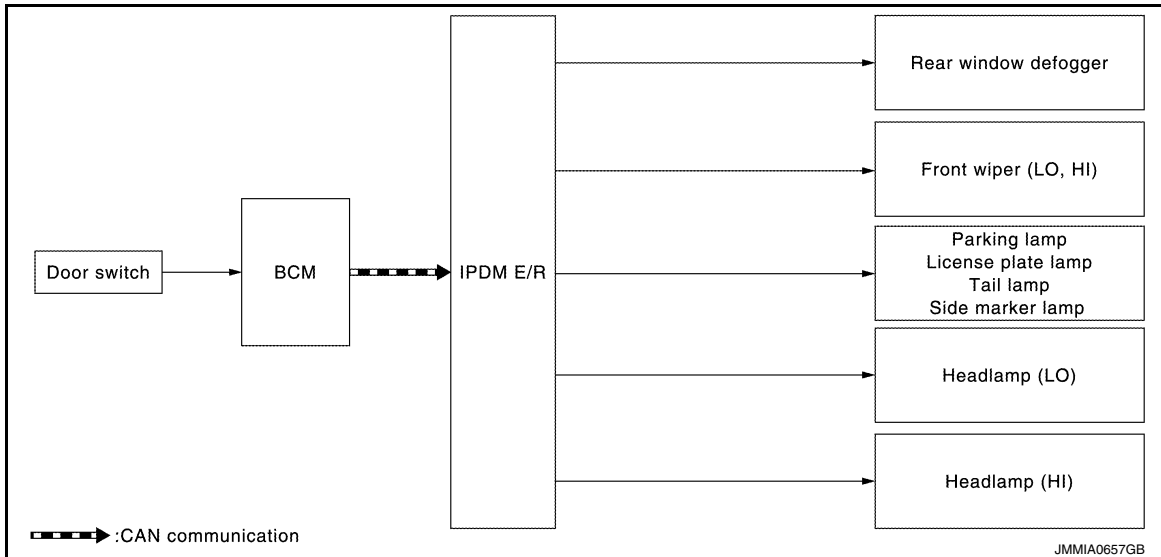 Rear window defogger
Front wiper (LO, HI)
Door switch
BCM
IPDM E/R
Parking lamp
License plate lamp
Tail lamp
Side marker lamp
Headlamp (LO)
Headlamp (HI)
:CAN communication
JMMIA0657GB